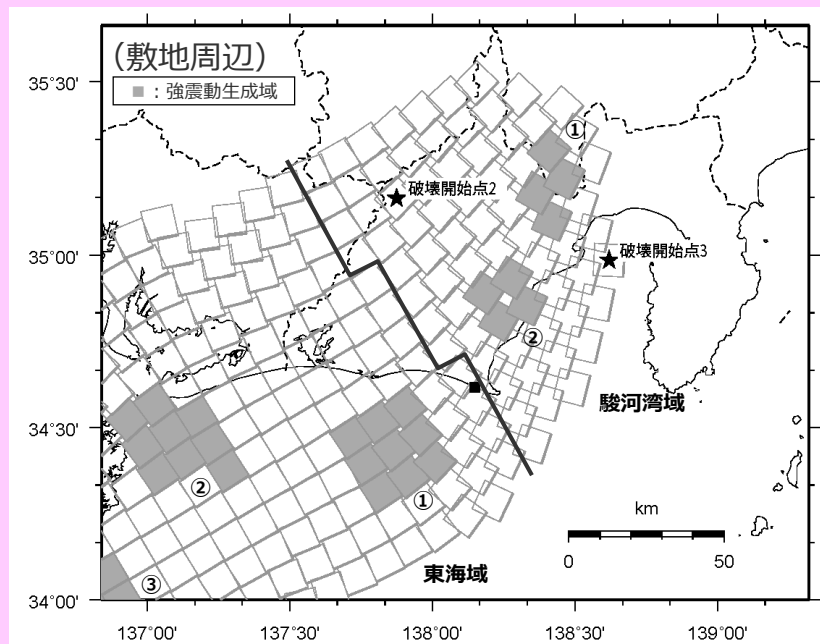 (敷地周辺)
■：強震動生成域
35°30'
35°00'
34°30'
34°00'
①
★破壊開始点2
★破壊開始点3
②
駿河湾域
②
①
③
東海域
km
0 50
137°00' 137°30' 138°00' 138°30' 139°00'